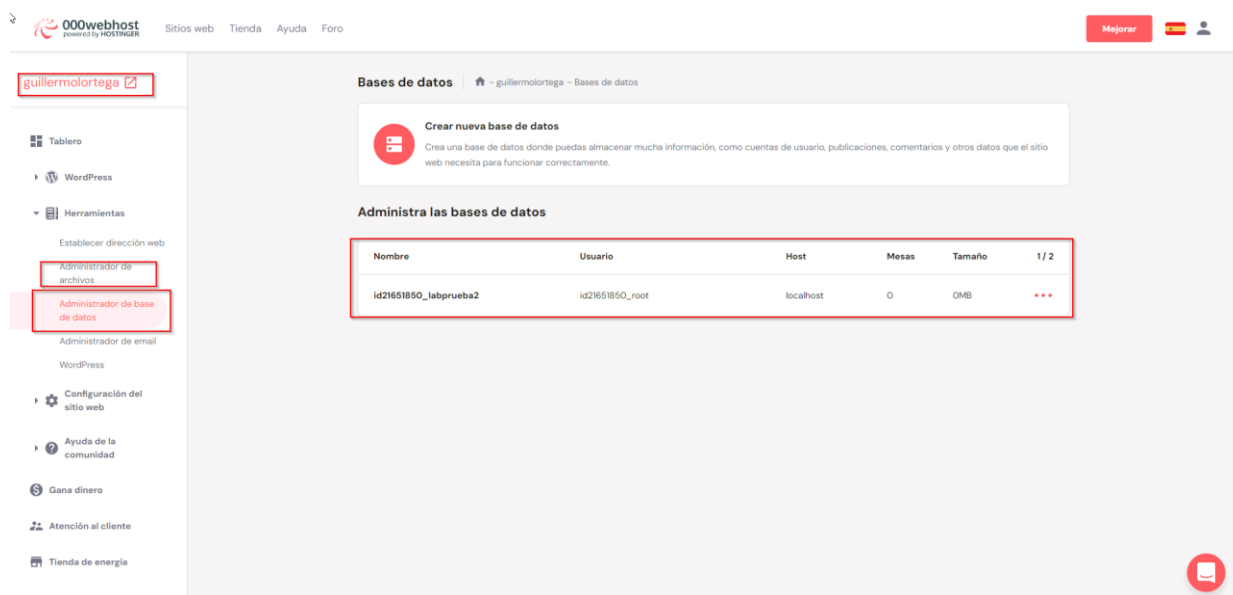 000webhost
powered by HOSTINGER
Sitios web Tienda Ayuda Foro
Mejorar
guillermolortega
Tablero
WordPress
Herramientas
Establecer dirección web
Administrador de
archivos
Administrador de base
de datos
Administrador de email
WordPress
Configuración del
sitio web
Ayuda de la
comunidad
Gana dinero
Atención al cliente
Tienda de energía
Bases de datos - guillermolortega - Bases de datos
Crear nueva base de datos
Crea una base de datos donde puedas almacenar mucha información, como cuentas de usuario, publicaciones, comentarios y otros datos que el sitio
web necesita para funcionar correctamente.
Administra las bases de datos
Nombre Usuario Host Mesas Tamaño 1 / 2
id21651850_labprueba2 id21651850_root localhost 0 0MB